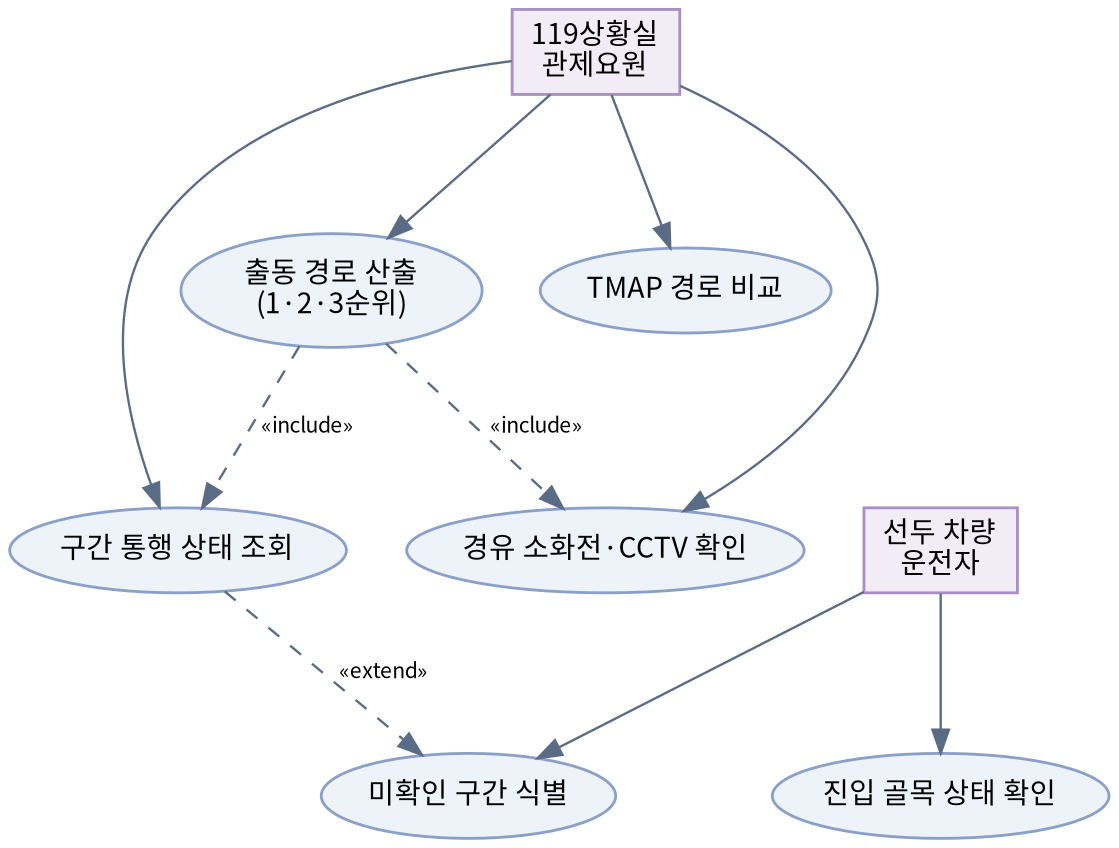 119상황실
관제요원
출동 경로 산출
(1·2·3순위)
TMAP 경로 비교
«include»
«include»
구간 통행 상태 조회
경유 소화전·CCTV 확인
선두 차량
운전자
«extend»
미확인 구간 식별
진입 골목 상태 확인